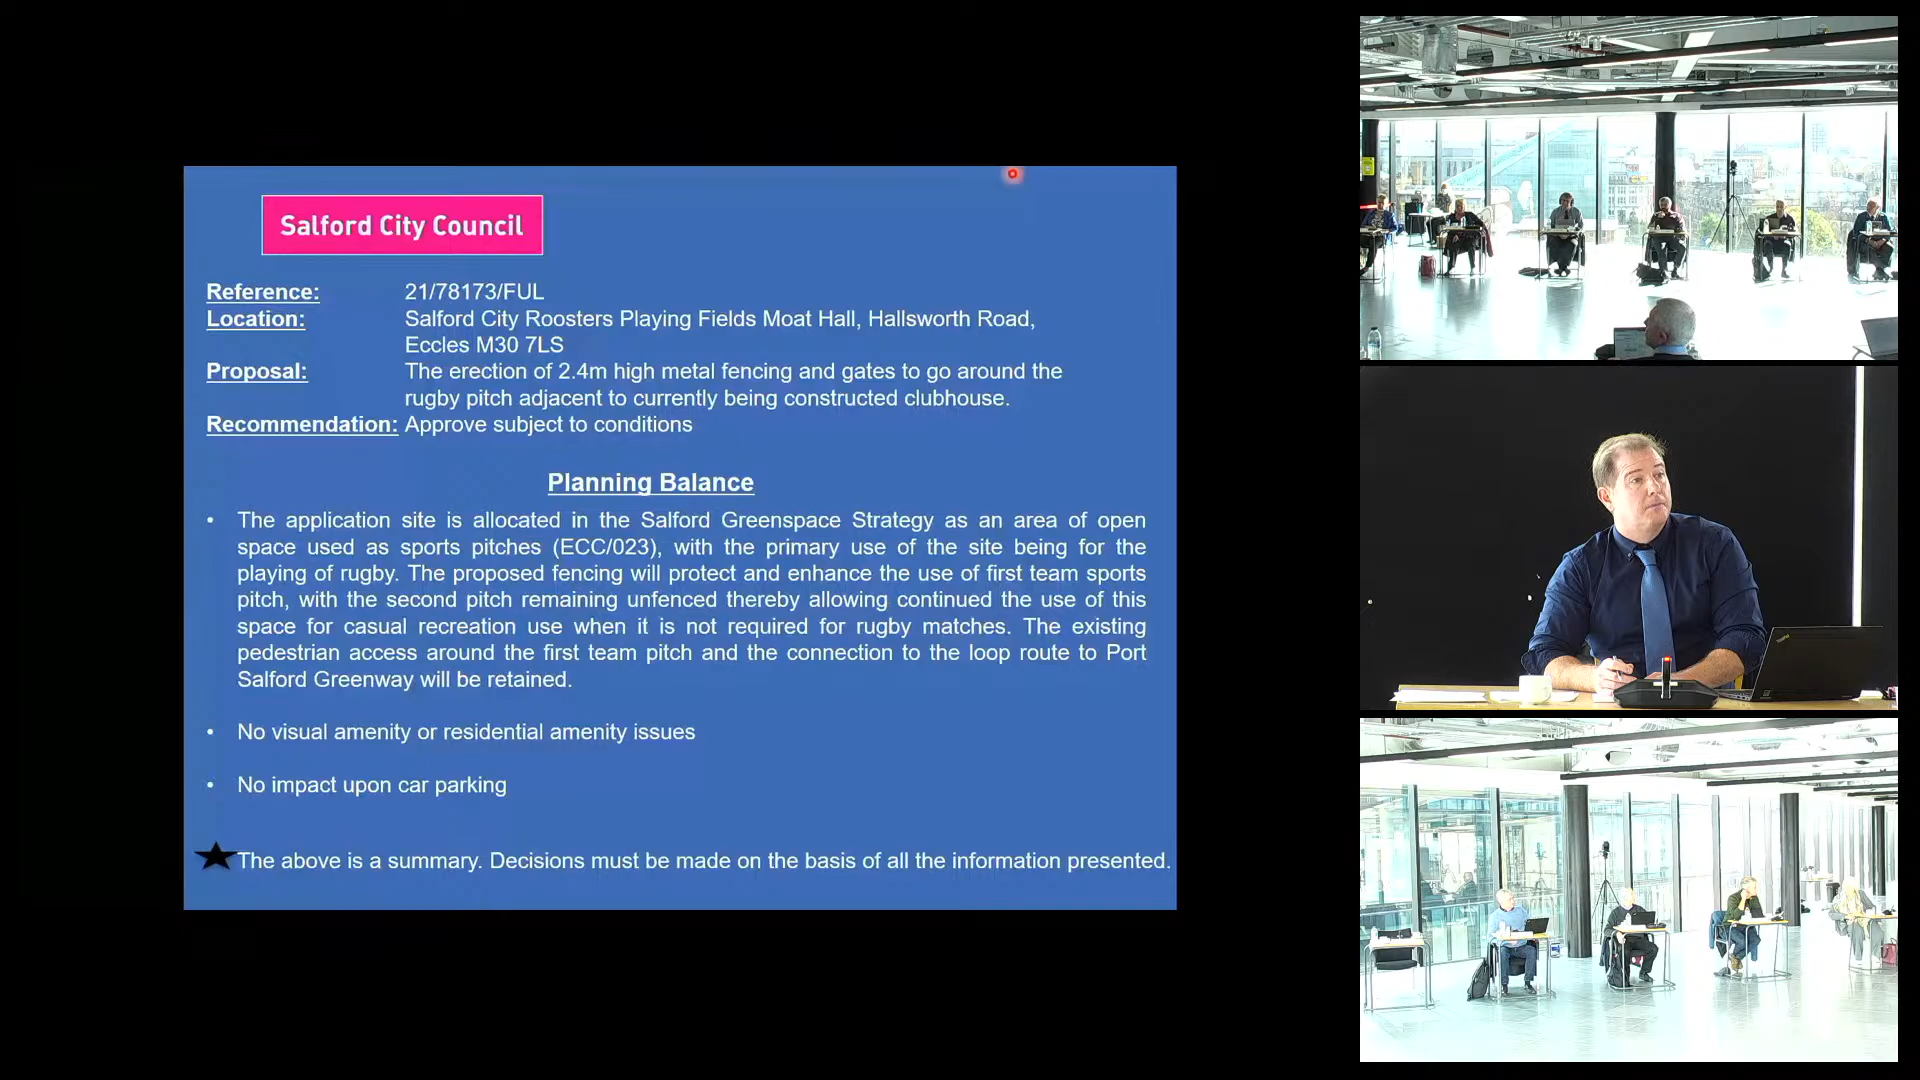 Salford City Council
Reference: 21/78173/FUL
Location: Salford City Roosters Playing Fields Moat Hall, Hallsworth Road,
Eccles M30 7LS
Proposal: The erection of 2.4m high metal fencing and gates to go around the
rugby pitch adjacent to currently being constructed clubhouse.
Recommendation: Approve subject to conditions
Planning Balance
• The application site is allocated in the Salford Greenspace Strategy as an area of open
space used as sports pitches (ECC/023), with the primary use of the site being for the
playing of rugby. The proposed fencing will protect and enhance the use of first team sports
pitch, with the second pitch remaining unfenced thereby allowing continued the use of this
space for casual recreation use when it is not required for rugby matches. The existing
pedestrian access around the first team pitch and the connection to the loop route to Port
Salford Greenway will be retained.
• No visual amenity or residential amenity issues
• No impact upon car parking
★ The above is a summary. Decisions must be made on the basis of all the information presented.